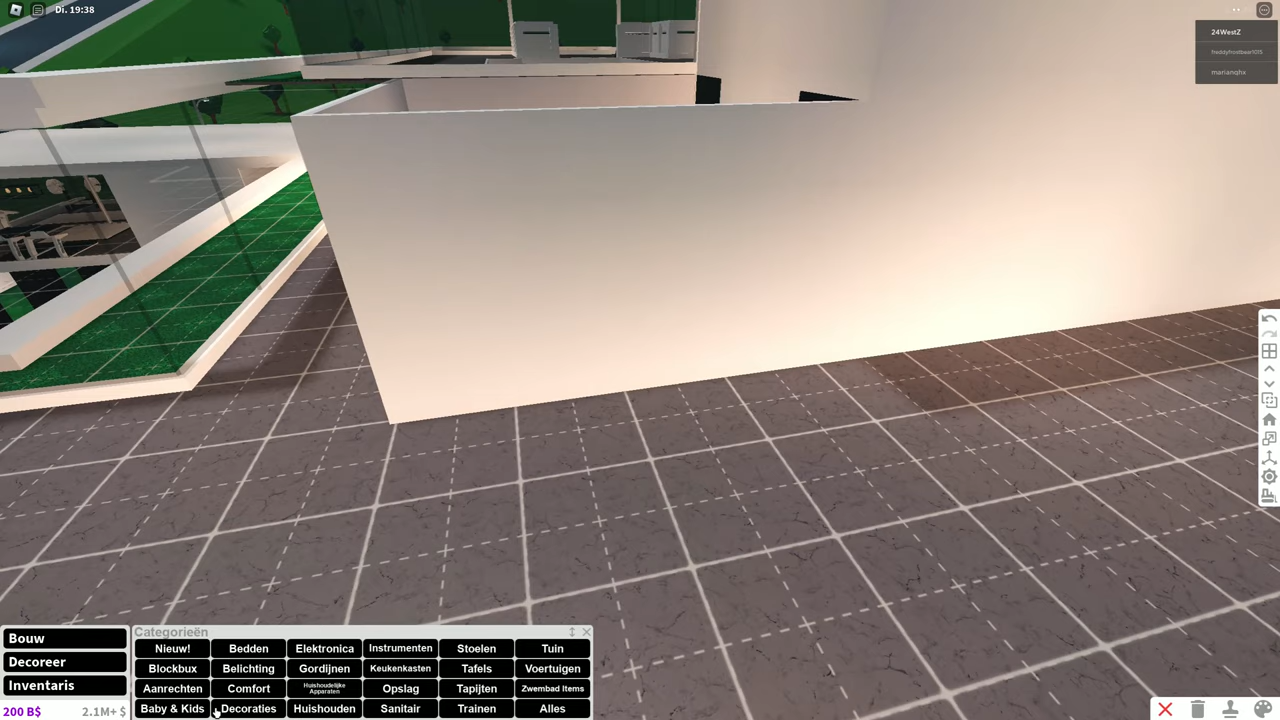 Di. 19:38
24WestZ
freddyfrostbear1015
marianqhx
Categorieën
Bouw
Decoreer
Inventaris
200 B$ 2.1M+ $
Nieuw! Bedden Elektronica Instrumenten Stoelen Tuin
Blockbux Belichting Gordijnen Keukenkasten Tafels Voertuigen
Aanrechten Comfort Huishoudelijke Apparaten Opslag Tapijten Zwembad Items
Baby & Kids Decoraties Huishouden Sanitair Trainen Alles